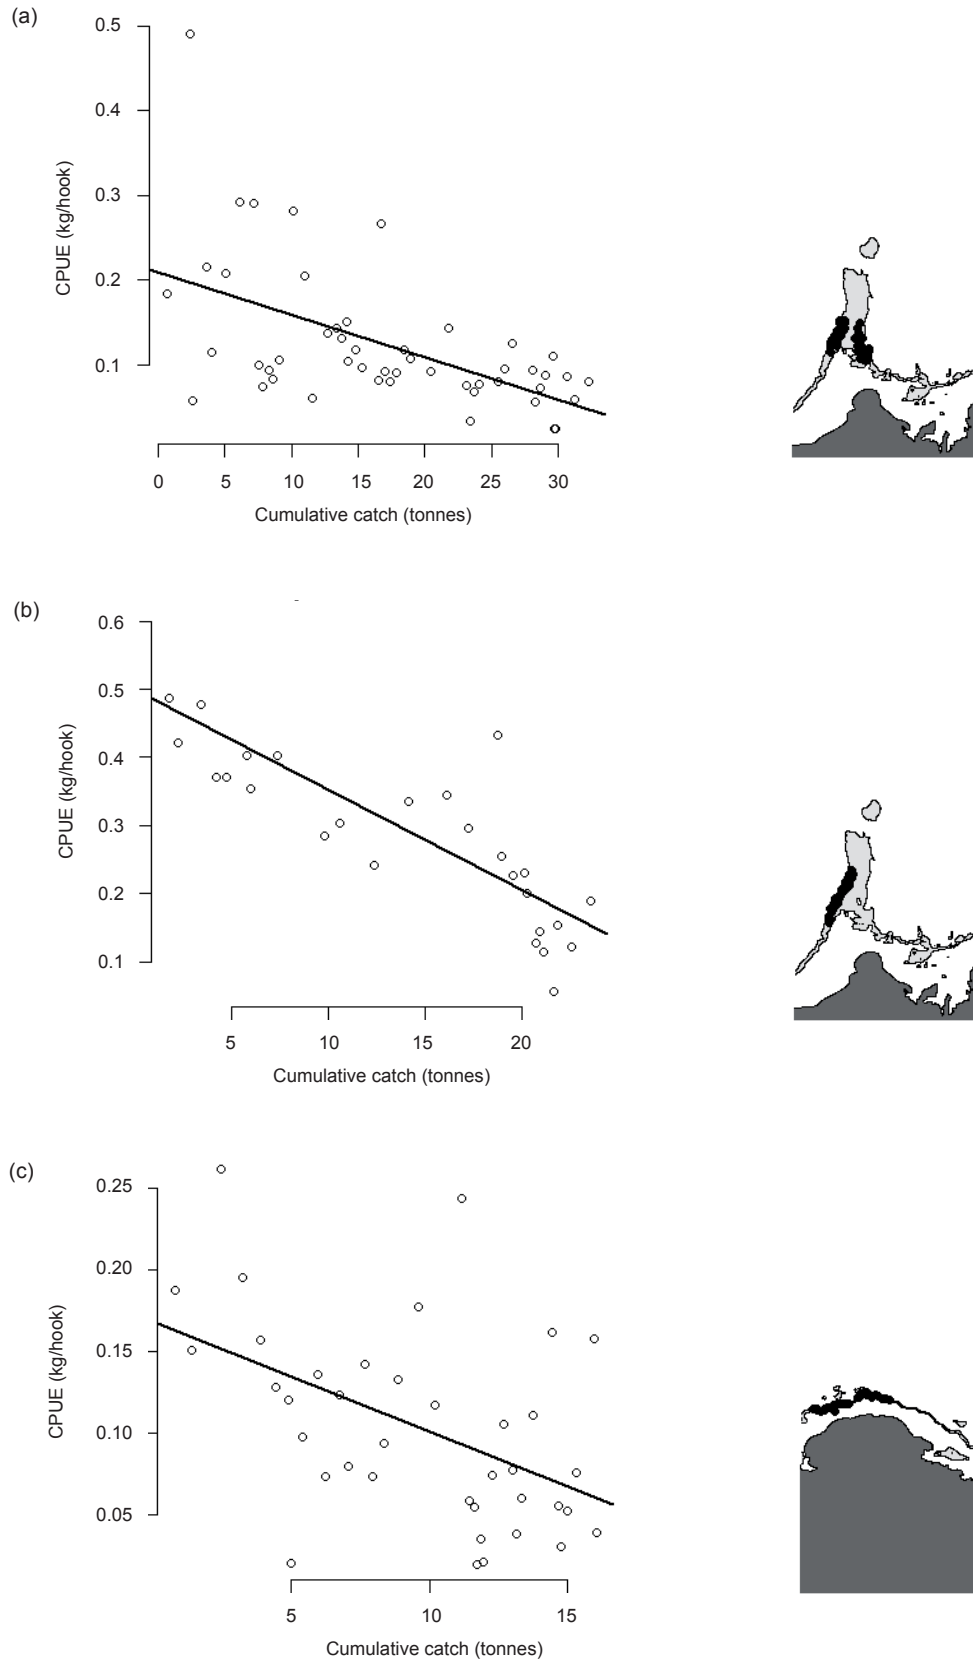 (a)
0.5
0.4
0.3
0.2
0.1
CPUE (kg/hook)
0 5 10 15 20 25 30
Cumulative catch (tonnes)
(b)
0.6
0.5
0.4
0.3
0.2
0.1
CPUE (kg/hook)
5 10 15 20
Cumulative catch (tonnes)
(c)
0.25
0.20
0.15
0.10
0.05
CPUE (kg/hook)
5 10 15
Cumulative catch (tonnes)